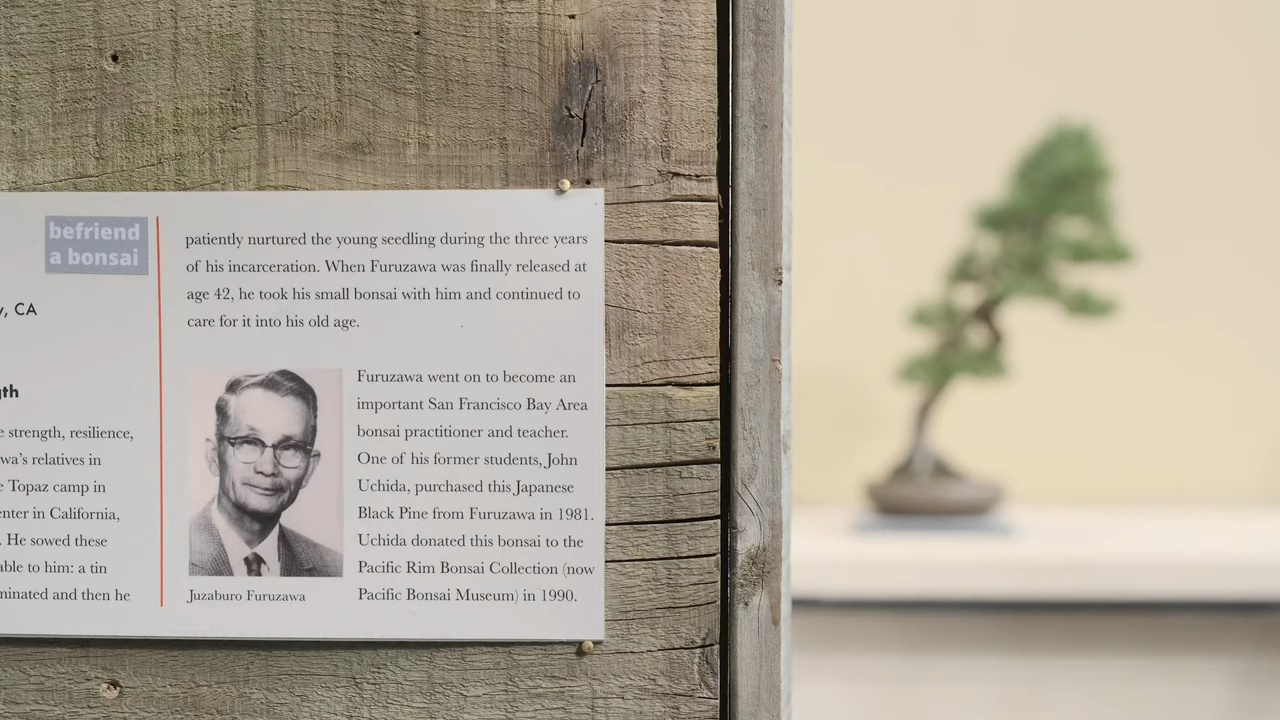 befriend
a bonsai
CA
strength, resilience,
relatives in
Topaz camp in
in California,
He sowed these
to him: a tin
and then he
patiently nurtured the young seedling during the three years
of his incarceration. When Furuzawa was finally released at
age 42, he took his small bonsai with him and continued to
care for it into his old age.
Furuzawa went on to become an
important San Francisco Bay Area
bonsai practitioner and teacher.
One of his former students, John
Uchida, purchased this Japanese
Black Pine from Furuzawa in 1981.
Uchida donated this bonsai to the
Pacific Rim Bonsai Collection (now
Pacific Bonsai Museum) in 1990.
Juzaburo Furuzawa